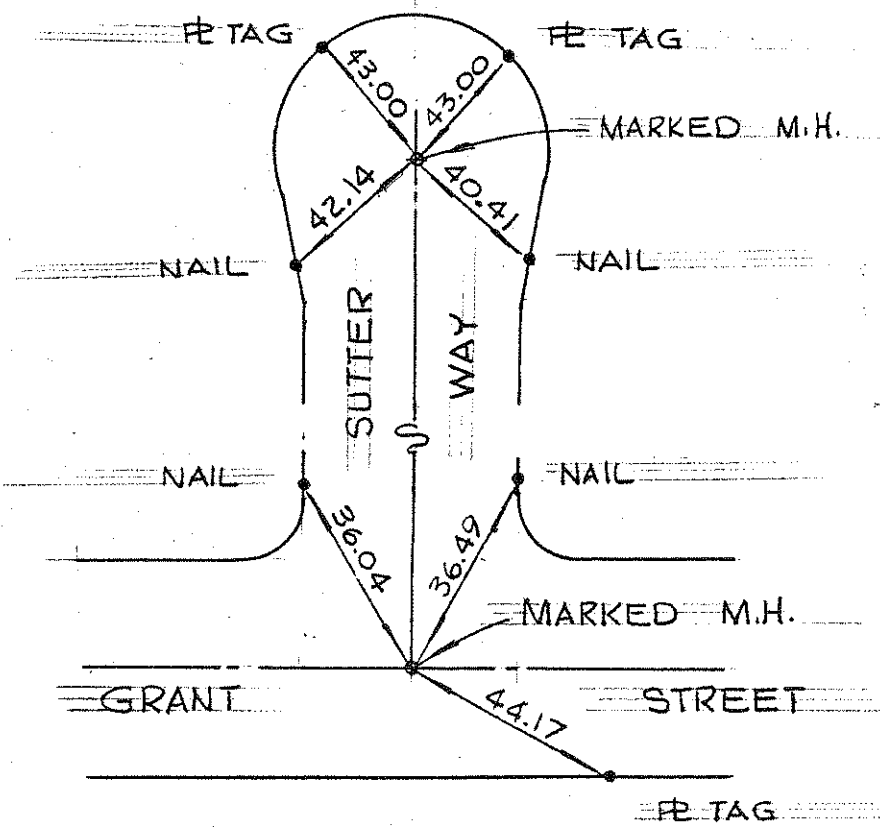 PL TAG
PL TAG
43.00
43.00
MARKED M.H.
42.14
40.41
NAIL
NAIL
SUTTER
WAY
NAIL
NAIL
36.04
36.49
MARKED M.H.
GRANT
STREET
44.17
PL TAG